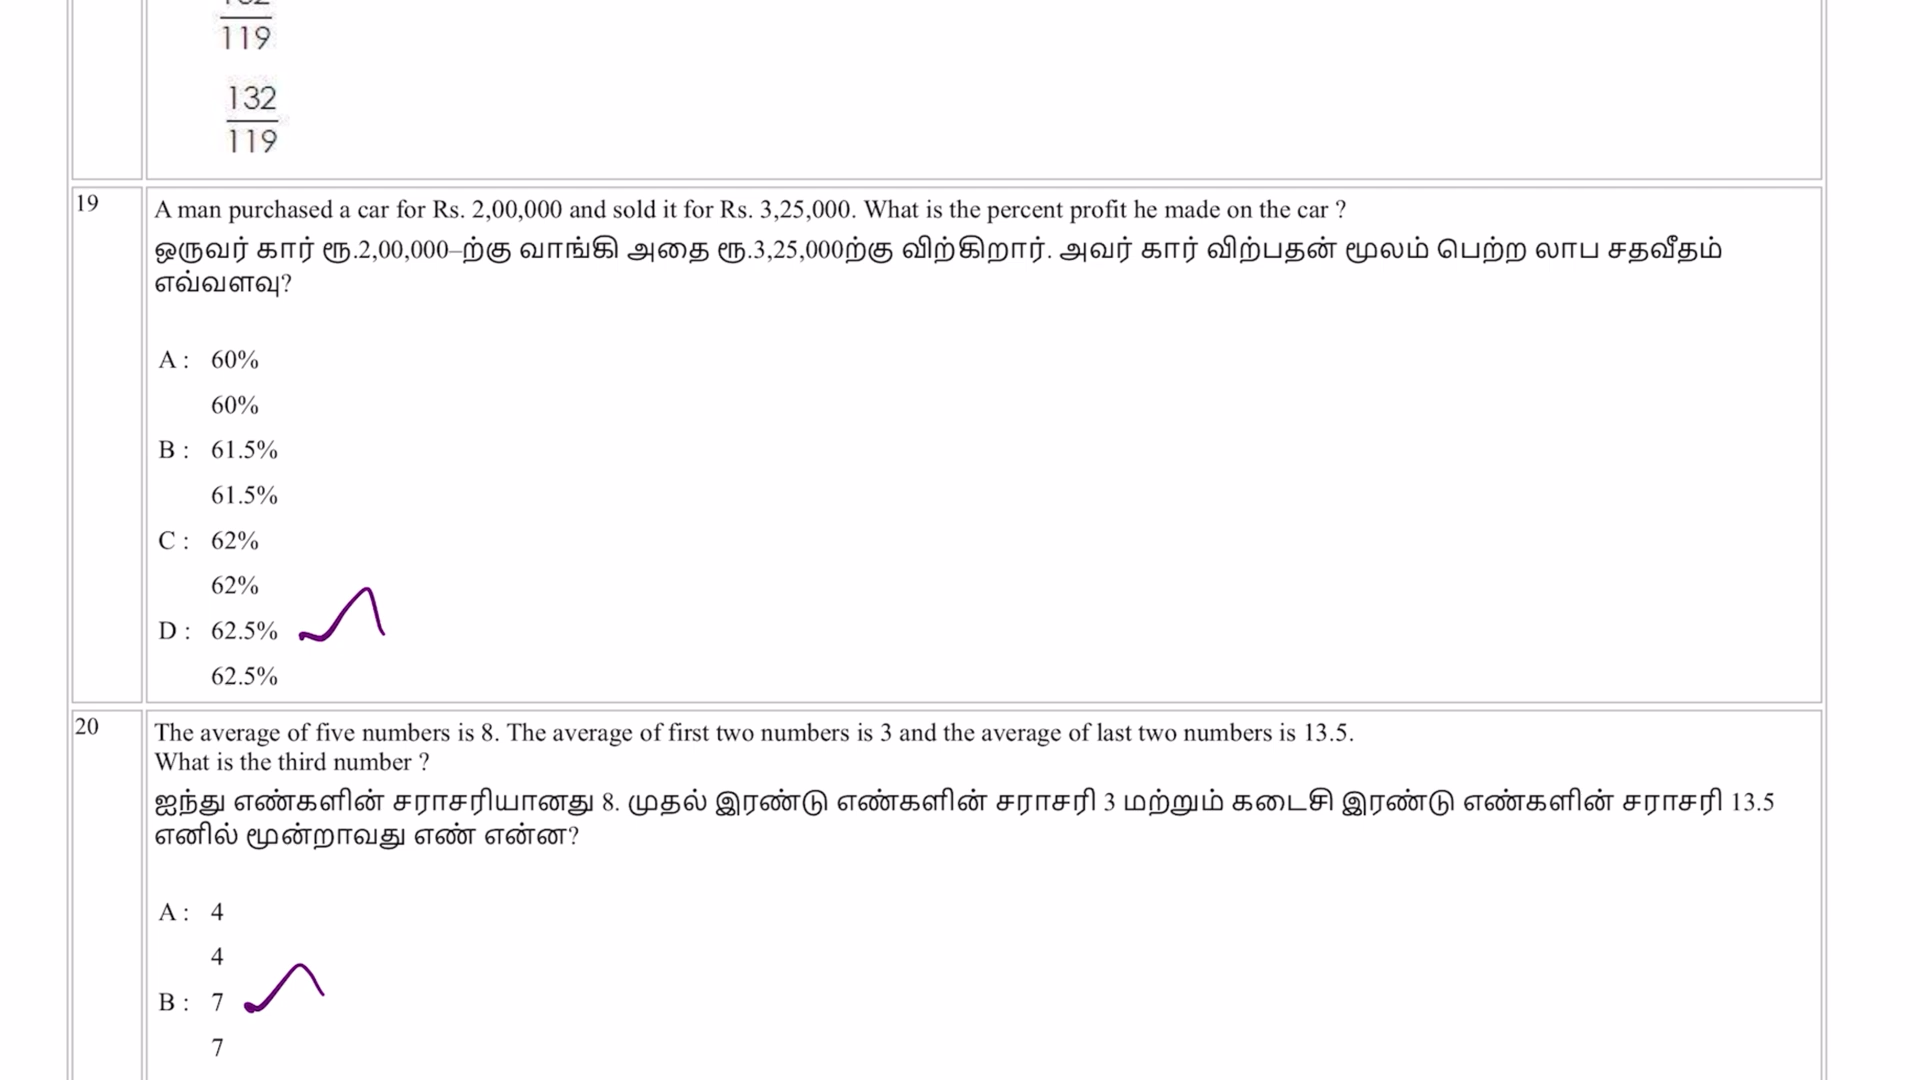 119
132
119
19
A man purchased a car for Rs. 2,00,000 and sold it for Rs. 3,25,000. What is the percent profit he made on the car ?
ஒருவர் கார் ரூ.2,00,000–ற்கு வாங்கி அதை ரூ.3,25,000ற்கு விற்கிறார். அவர் கார் விற்பதன் மூலம் பெற்ற லாப சதவீதம்
எவ்வளவு?
A : 60%
60%
B : 61.5%
61.5%
C : 62%
62%
D : 62.5%
62.5%
20
The average of five numbers is 8. The average of first two numbers is 3 and the average of last two numbers is 13.5.
What is the third number ?
ஐந்து எண்களின் சராசரியானது 8. முதல் இரண்டு எண்களின் சராசரி 3 மற்றும் கடைசி இரண்டு எண்களின் சராசரி 13.5
எனில் மூன்றாவது எண் என்ன?
A : 4
4
B : 7
7